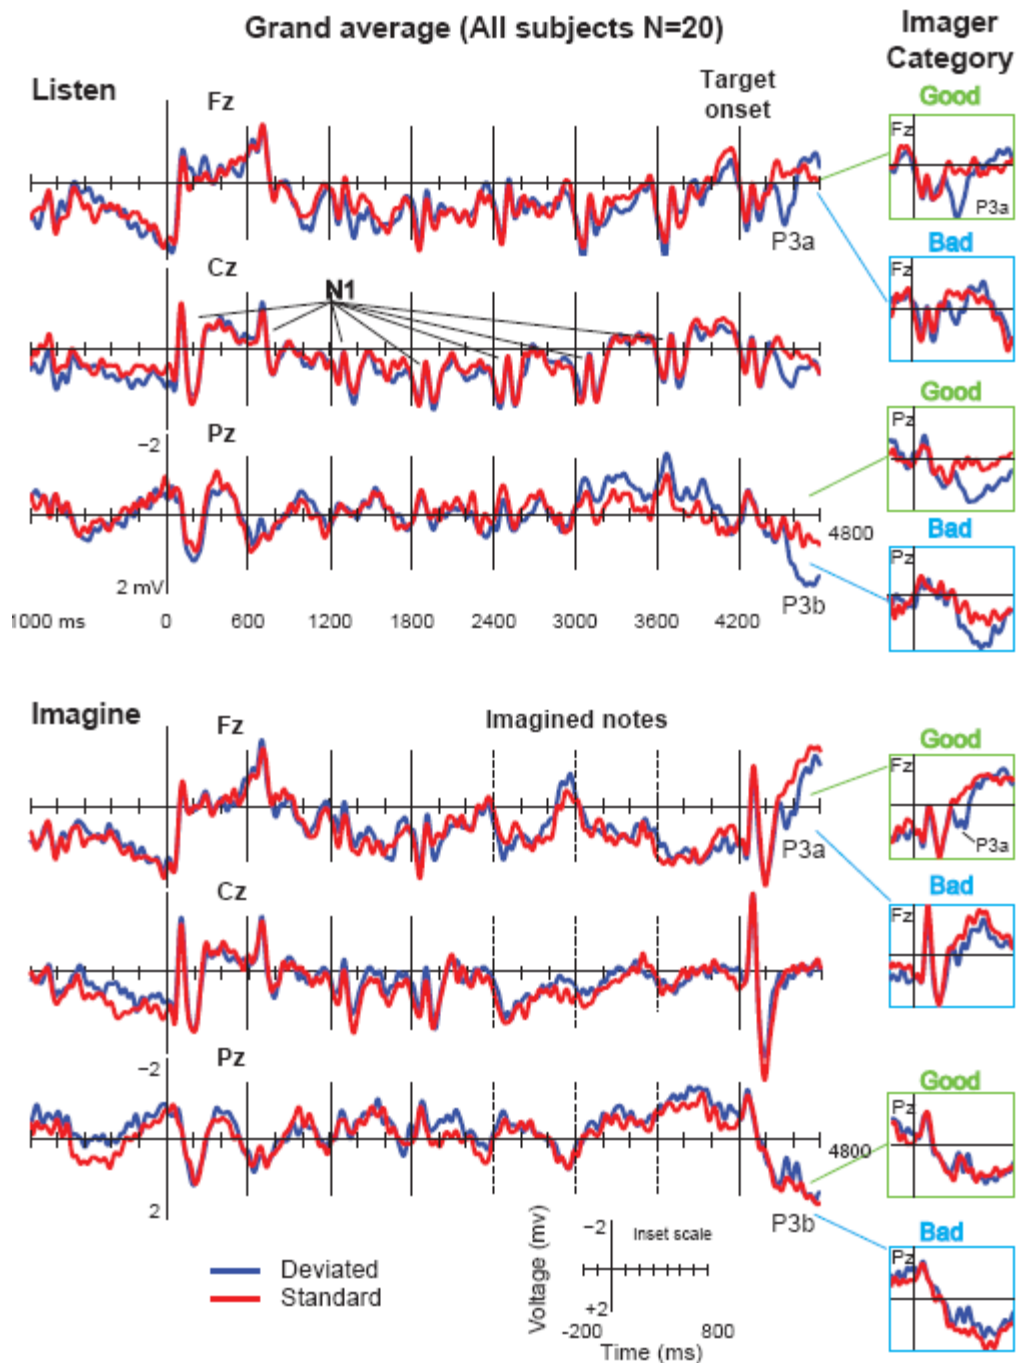 Grand average (All subjects N=20)
Imager
Category
Listen
Fz
Target
onset
Good
Fz
P3a
P3a
Bad
Fz
Cz
N1
Good
Pz
−2
Pz
4800
Bad
Pz
2 mV
P3b
1000 ms 0 600 1200 1800 2400 3000 3600 4200
Imagine
Fz
Imagined notes
Good
Fz
P3a
P3a
Bad
Fz
Cz
Good
Pz
−2
Pz
4800
2
P3b
Bad
Pz
Deviated
Standard
Voltage (mv)
−2
Inset scale
+2
-200 800
Time (ms)